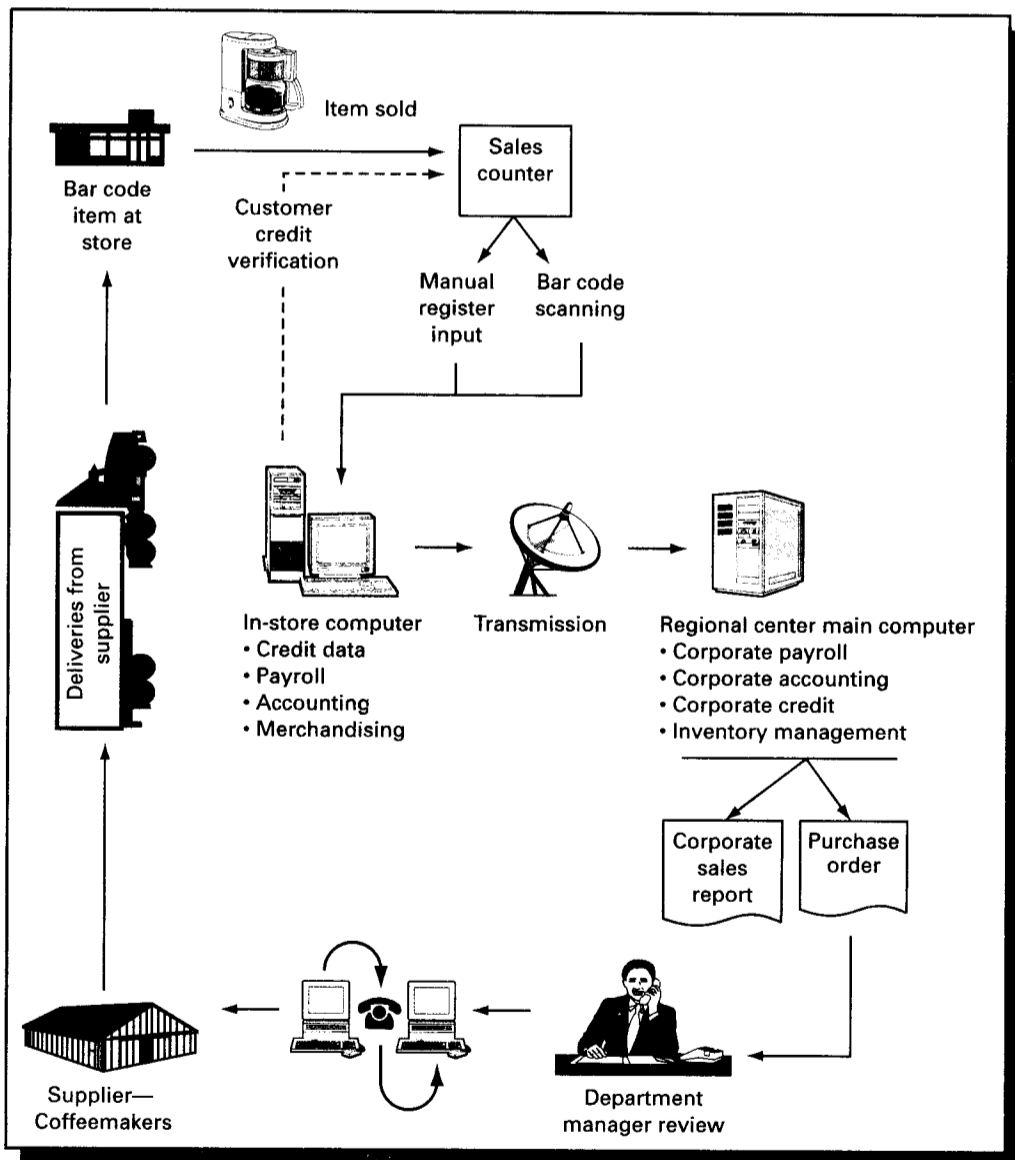 Item sold
Sales
counter
Bar code
item at
store
Customer
credit
verification
Manual
register
input
Bar code
scanning
Deliveries from
supplier
In-store computer
• Credit data
• Payroll
• Accounting
• Merchandising
Transmission
Regional center main computer
• Corporate payroll
• Corporate accounting
• Corporate credit
• Inventory management
Corporate
sales
report
Purchase
order
Supplier—
Coffeemakers
Department
manager review